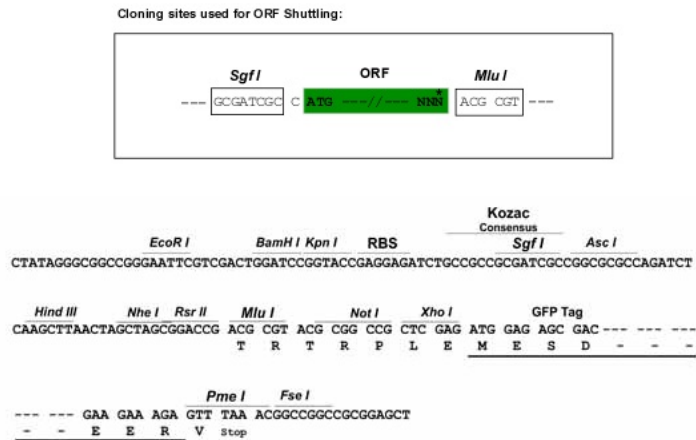 Cloning sites used for ORF Shuttling:
Sgf I ORF Mlu I
--- GCGATCGC C ATG ---//--- NNN* ACG CGT ---
Kozac
Consensus
EcoR I BamH I Kpn I RBS Sgf I Asc I
CTATAGGGCGGCCGGGAATTCGTCGACTGGATCCGGTACCGAGGAGATCTGCCGCCGCGATCGCCGGCGCGCCAGATCT
Hind III Nhe I Rsr II Mlu I Not I Xho I GFP Tag
CAAGCTTAACTAGCTAGCGGACCG ACG CGT ACG CGG CCG CTC GAG ATG GAG AGC GAC--- --- ---
T R T R P L E M E S D - - -
Pme I Fse I
--- --- GAA GAA AGA GTT TAA ACGGCCGGCCGCGGAGCT
- - E E R V Stop